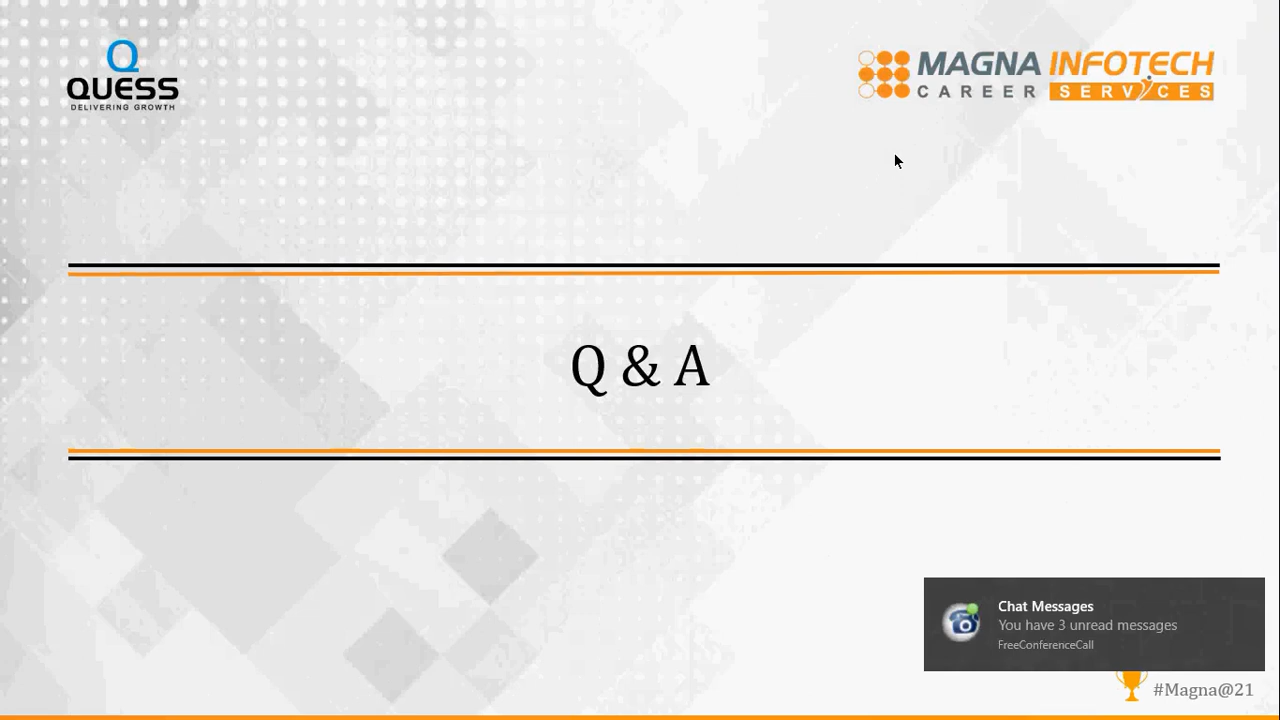 QUESS
DELIVERING GROWTH
MAGNA INFOTECH
CAREER SERVICES
Q & A
Chat Messages
You have 3 unread messages
FreeConferenceCall
#Magna@21